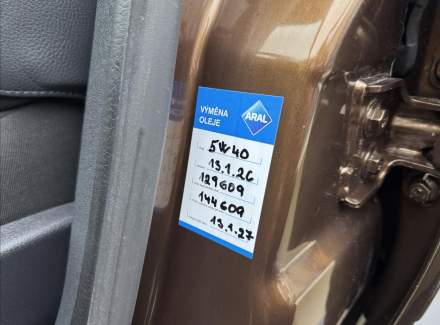 VÝMĚNA
OLEJE
ARAL
5W40
13.1.26
129609
144609
13.1.27